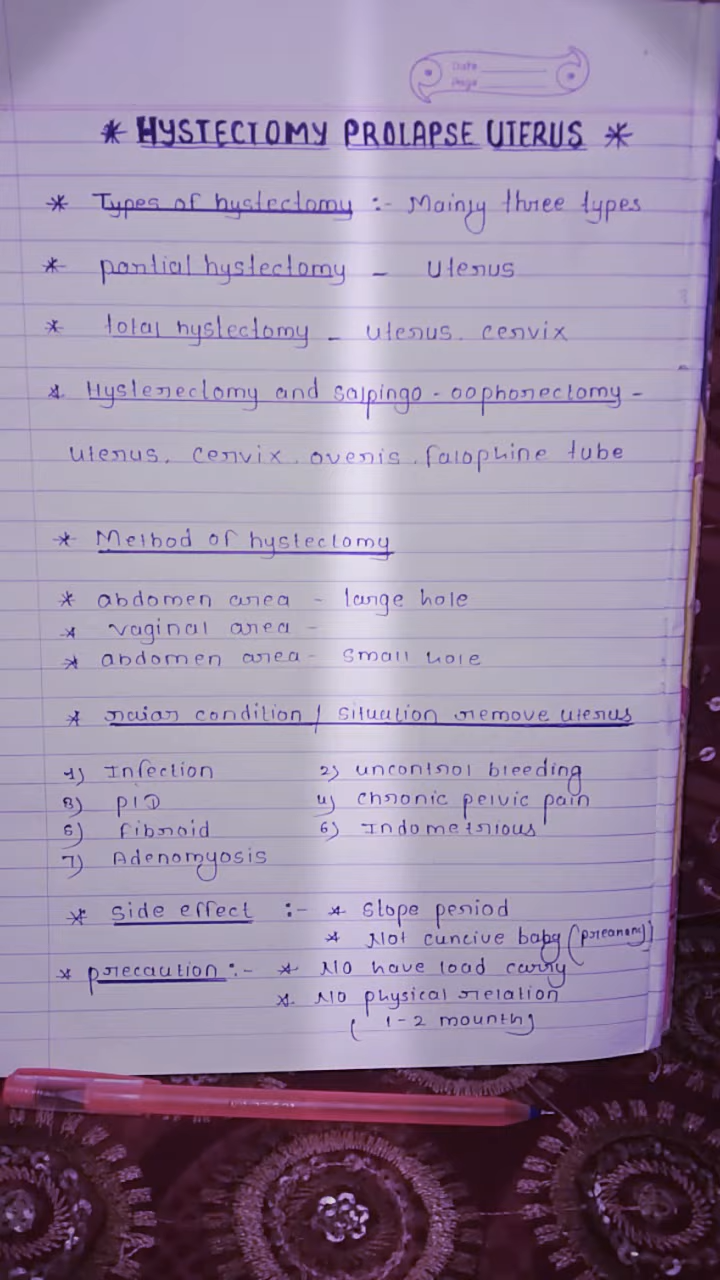 Date
Page
* HYSTECTOMY PROLAPSE UTERUS *
* Types of hystectomy :- Mainly three types
* partial hystectomy - Uterus
* total hystectomy - uterus. cervix
* Hysterectomy and salpingo - oophorectomy -
uterus. cervix. overis. falophine tube
* Method of hystectomy
* abdomen area - large hole
* vaginal area -
* abdomen area - small hole
* condition / situation remove uterus
1) Infection 2) uncontrol bleeding
3) PID 4) chronic pelvic pain
5) fibroid 6) Indometrious
7) Adenomyosis
* side effect :- * slope period
* Not cuncive baby
* precaution :- * No have load carry
* No physical relation
( 1-2 mounth)